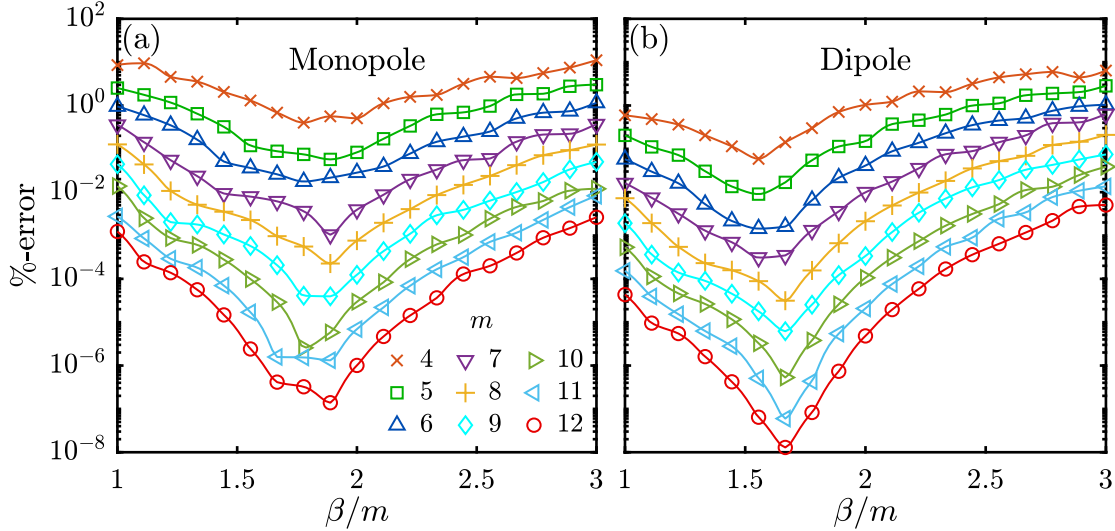 (a) Monopole
(b) Dipole
%-error
10^2
10^0
10^-2
10^-4
10^-6
10^-8
m
4 7 10
5 8 11
6 9 12
1 1.5 2 2.5 3
1 1.5 2 2.5 3
β/m
β/m